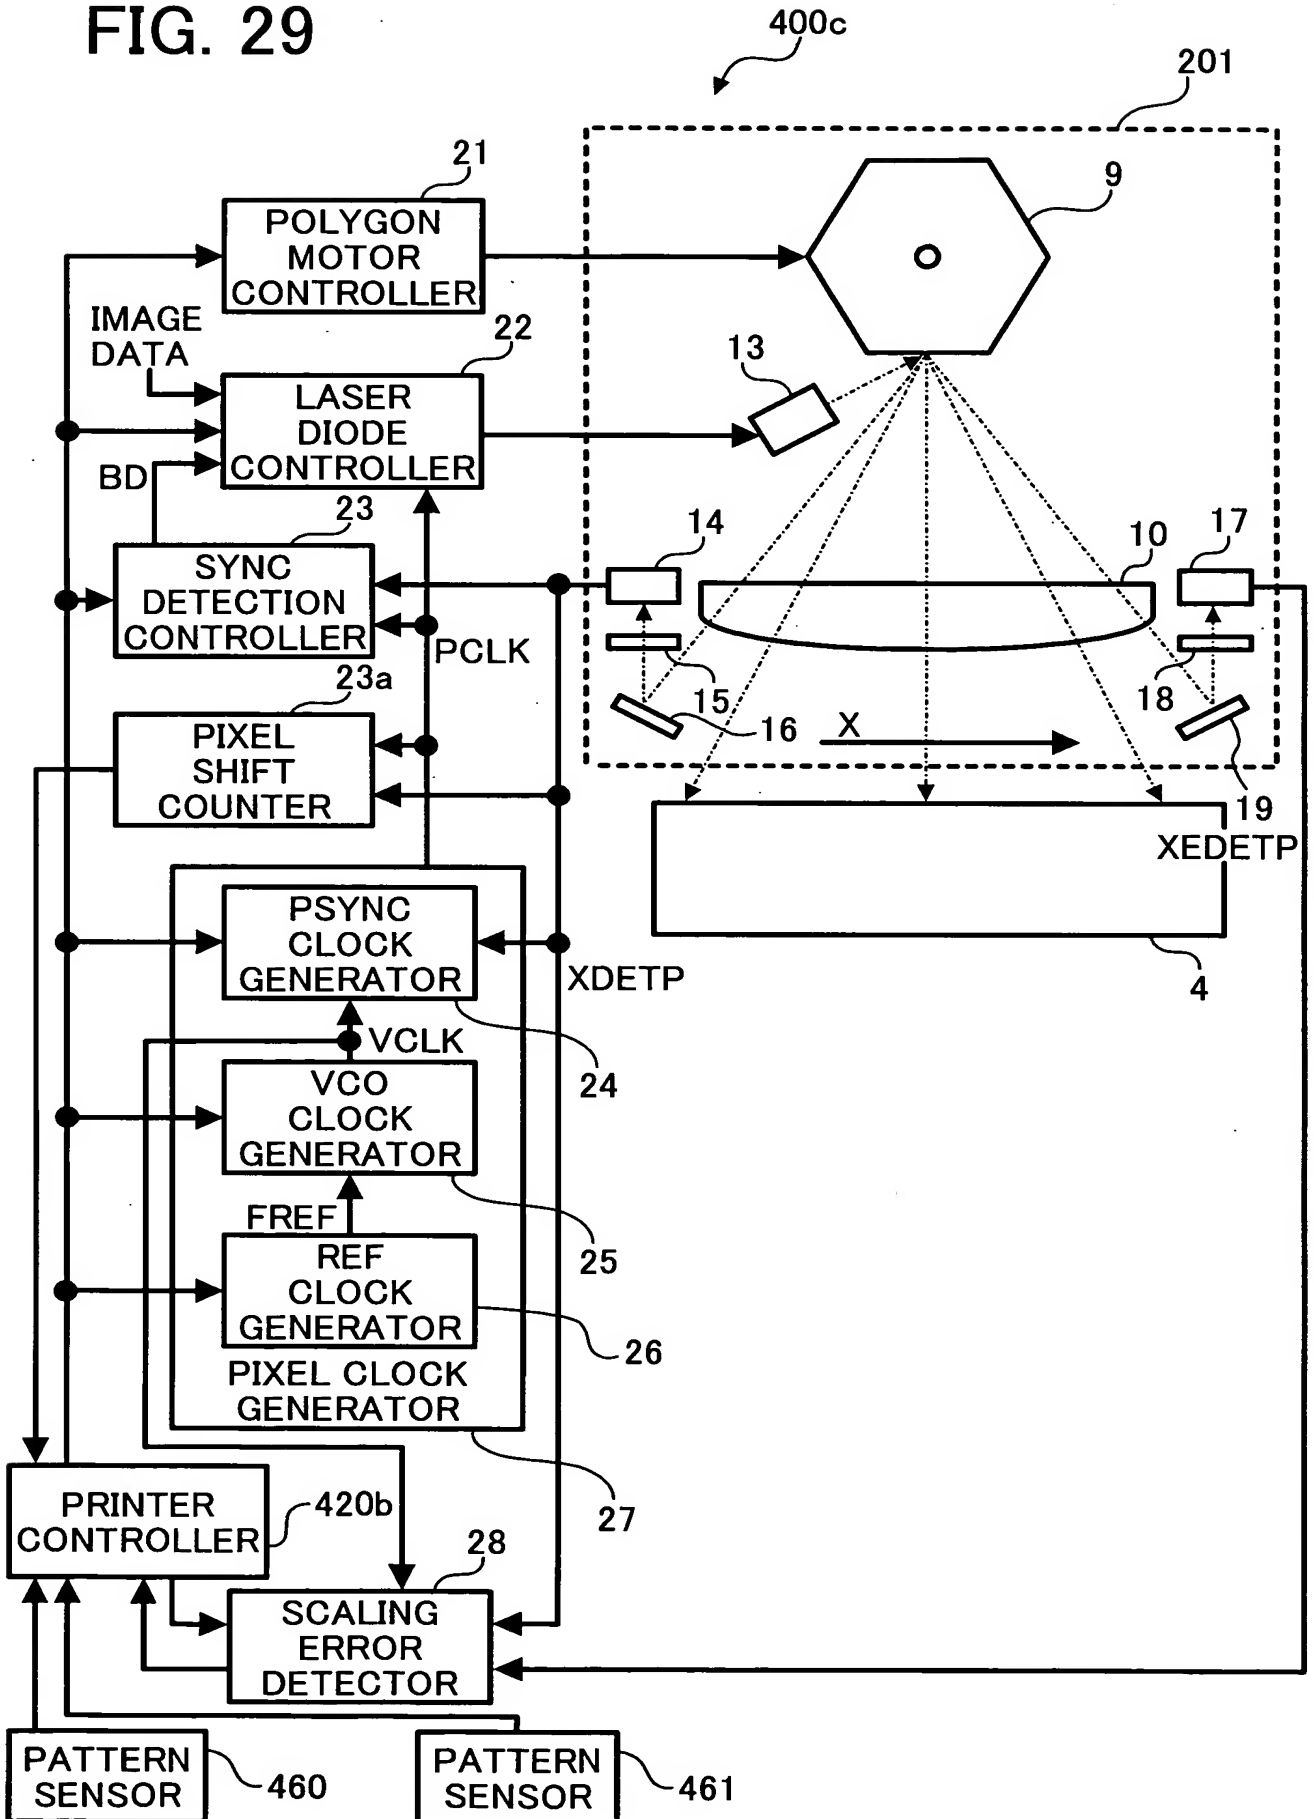 FIG. 29
400c
201
21
POLYGON
MOTOR
CONTROLLER
9
IMAGE
DATA
22
LASER
DIODE
CONTROLLER
13
BD
23
SYNC
DETECTION
CONTROLLER
PCLK
14
10
17
15
16
18
19
X
23a
PIXEL
SHIFT
COUNTER
XEDETP
4
PSYNC
CLOCK
GENERATOR
XDETP
24
VCLK
VCO
CLOCK
GENERATOR
25
FREF
REF
CLOCK
GENERATOR
26
PIXEL CLOCK
GENERATOR
27
PRINTER
CONTROLLER
420b
28
SCALING
ERROR
DETECTOR
PATTERN
SENSOR
460
PATTERN
SENSOR
461